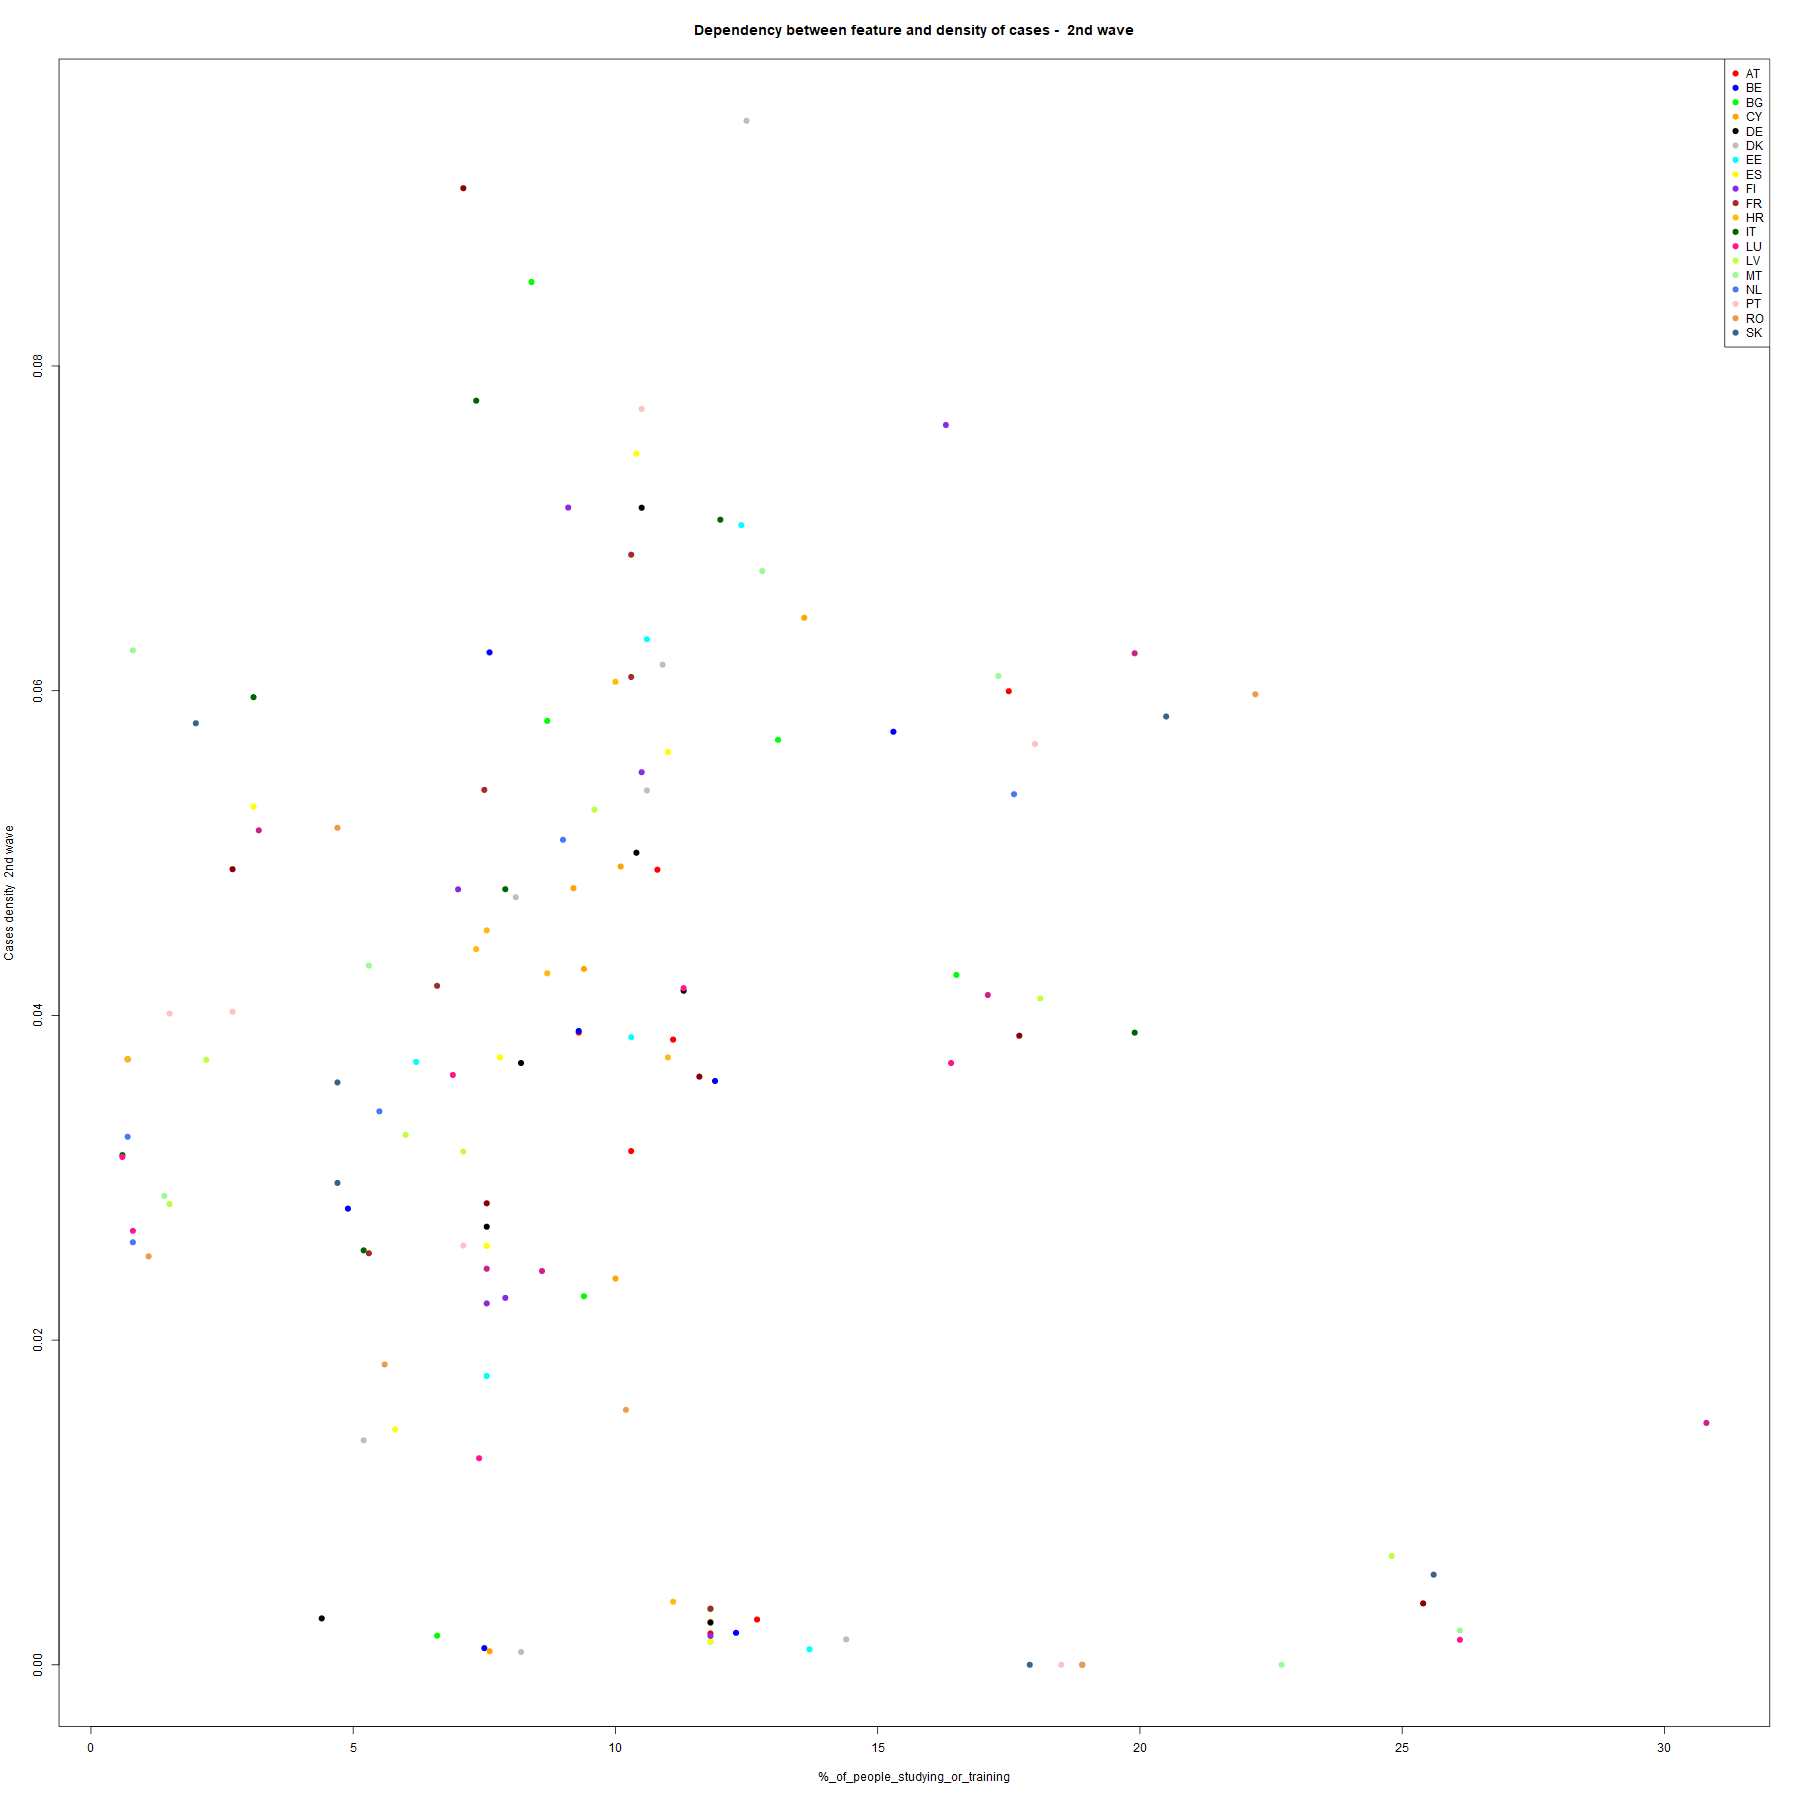 Dependency between feature and density of cases -  2nd wave
AT
BE
BG
CY
DE
DK
EE
ES
FI
FR
HR
IT
LU
LV
MT
NL
PT
RO
SK
Cases density  2nd wave
0.08
0.06
0.04
0.02
0.00
0 5 10 15 20 25 30
%_of_people_studying_or_training